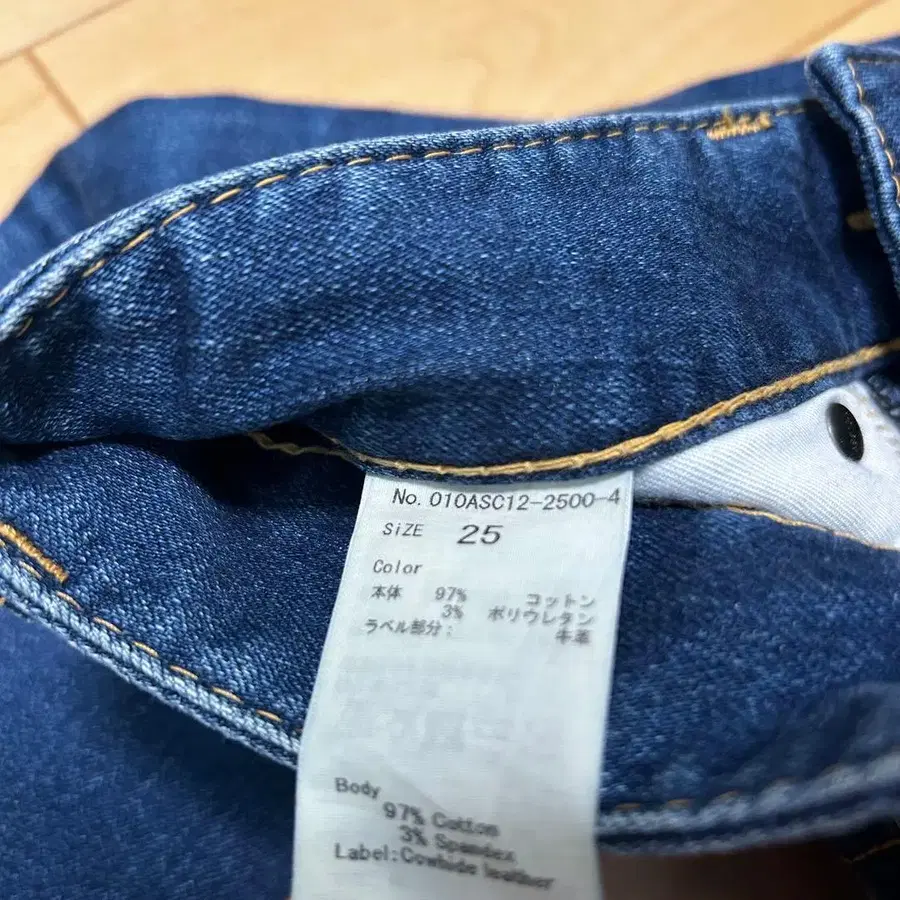 No. 010ASC12-2500-4
SiZE 25
Color
本体 97% コットン
3% ポリウレタン
ラベル部分: 牛革
Body
97% Cotton
3% Spandex
Label:Cowhide leather